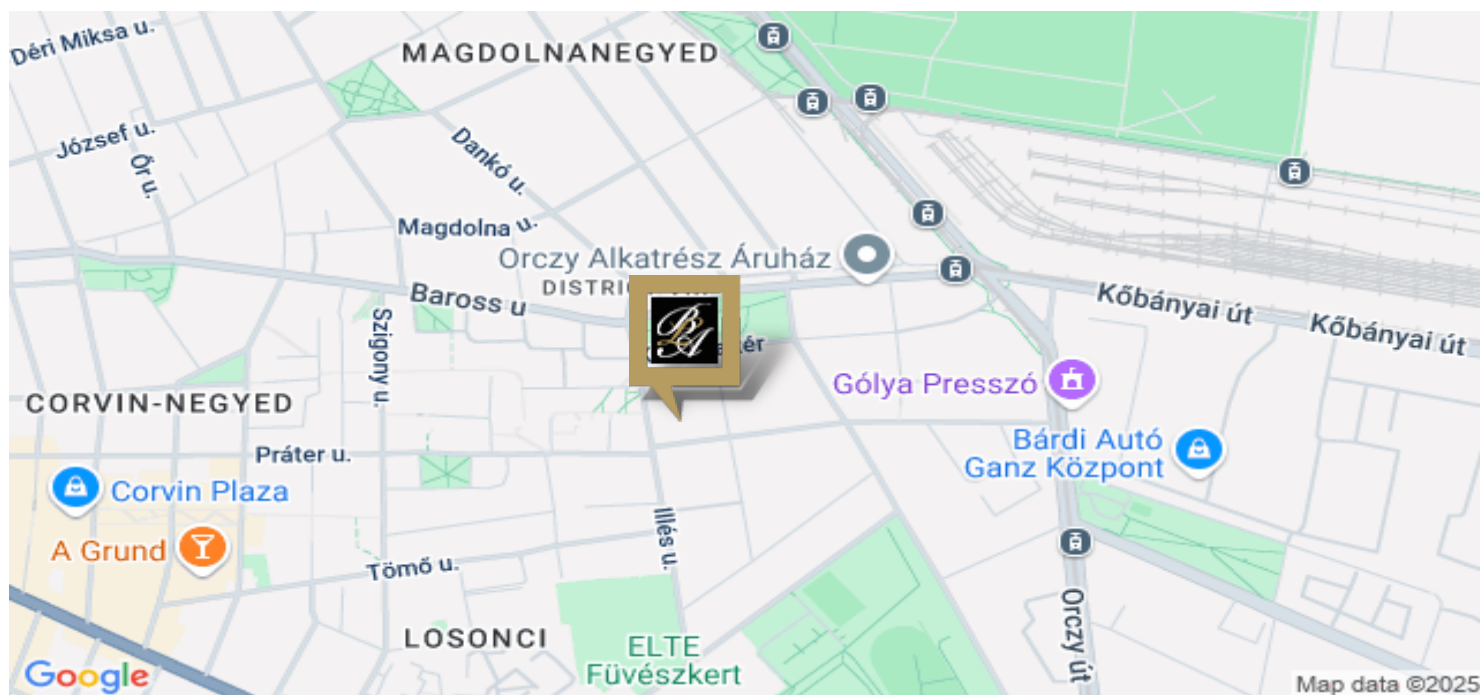 Déri Miksa u.
MAGDOLNANEGYED
József u.
Őr u.
Dankó u.
Magdolna u.
Orczy Alkatrész Áruház
Baross u
Szigony u.
tér
Kőbányai út
Kőbányai út
Gólya Presszó
CORVIN-NEGYED
Bárdi Autó
Ganz Központ
Práter u.
Corvin Plaza
A Grund
Illés u.
Tömő u.
Orczy út
LOSONCI
ELTE
Füvészkert
Google
Map data ©2025